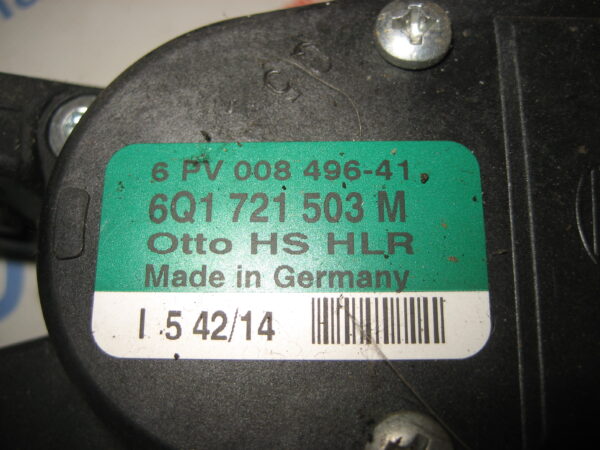 6 PV 008 496-41
6Q1 721 503 M
Otto HS HLR
Made in Germany
I 5 42/14